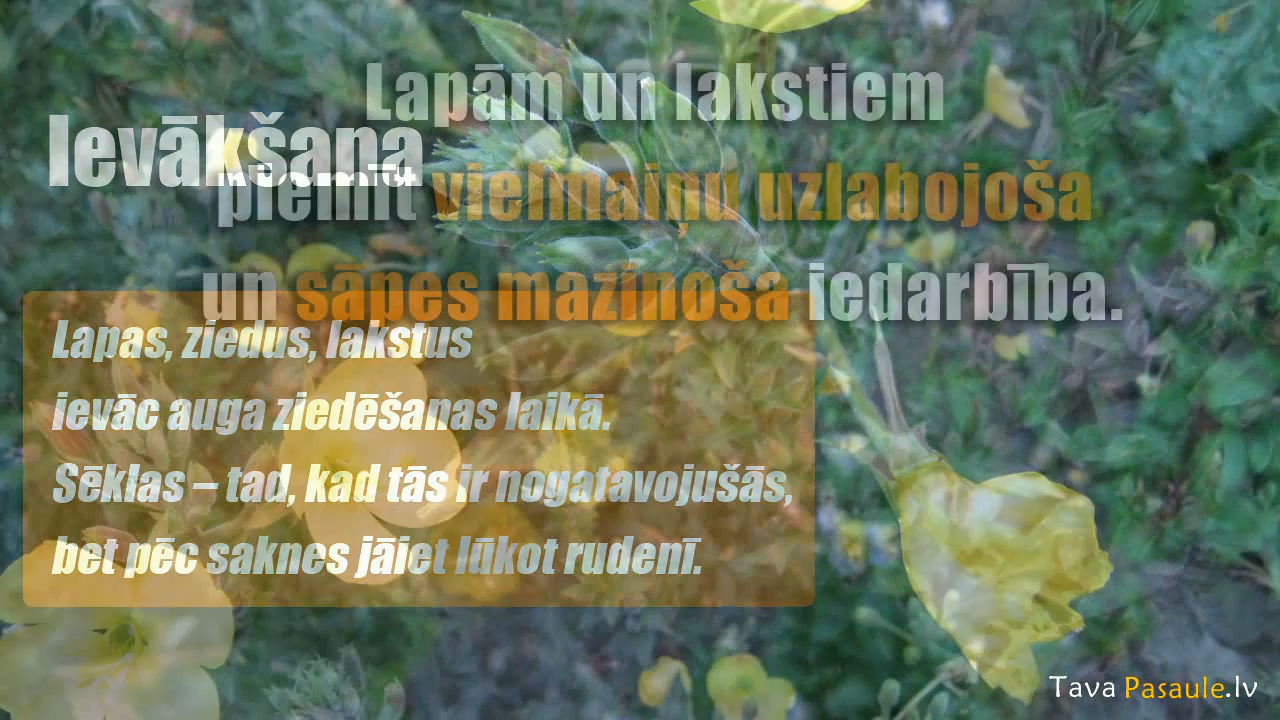 Lapām un lakstiem
Ievākšana
piemīt vielmaiņu uzlabojoša
un sāpes mazinoša iedarbība.
Lapas, ziedus, lakstus
ievāc auga ziedēšanas laikā.
Sēklas – tad, kad tās ir nogatavojušās,
bet pēc saknes jāiet lūkot rudenī.
Tava Pasaule.lv